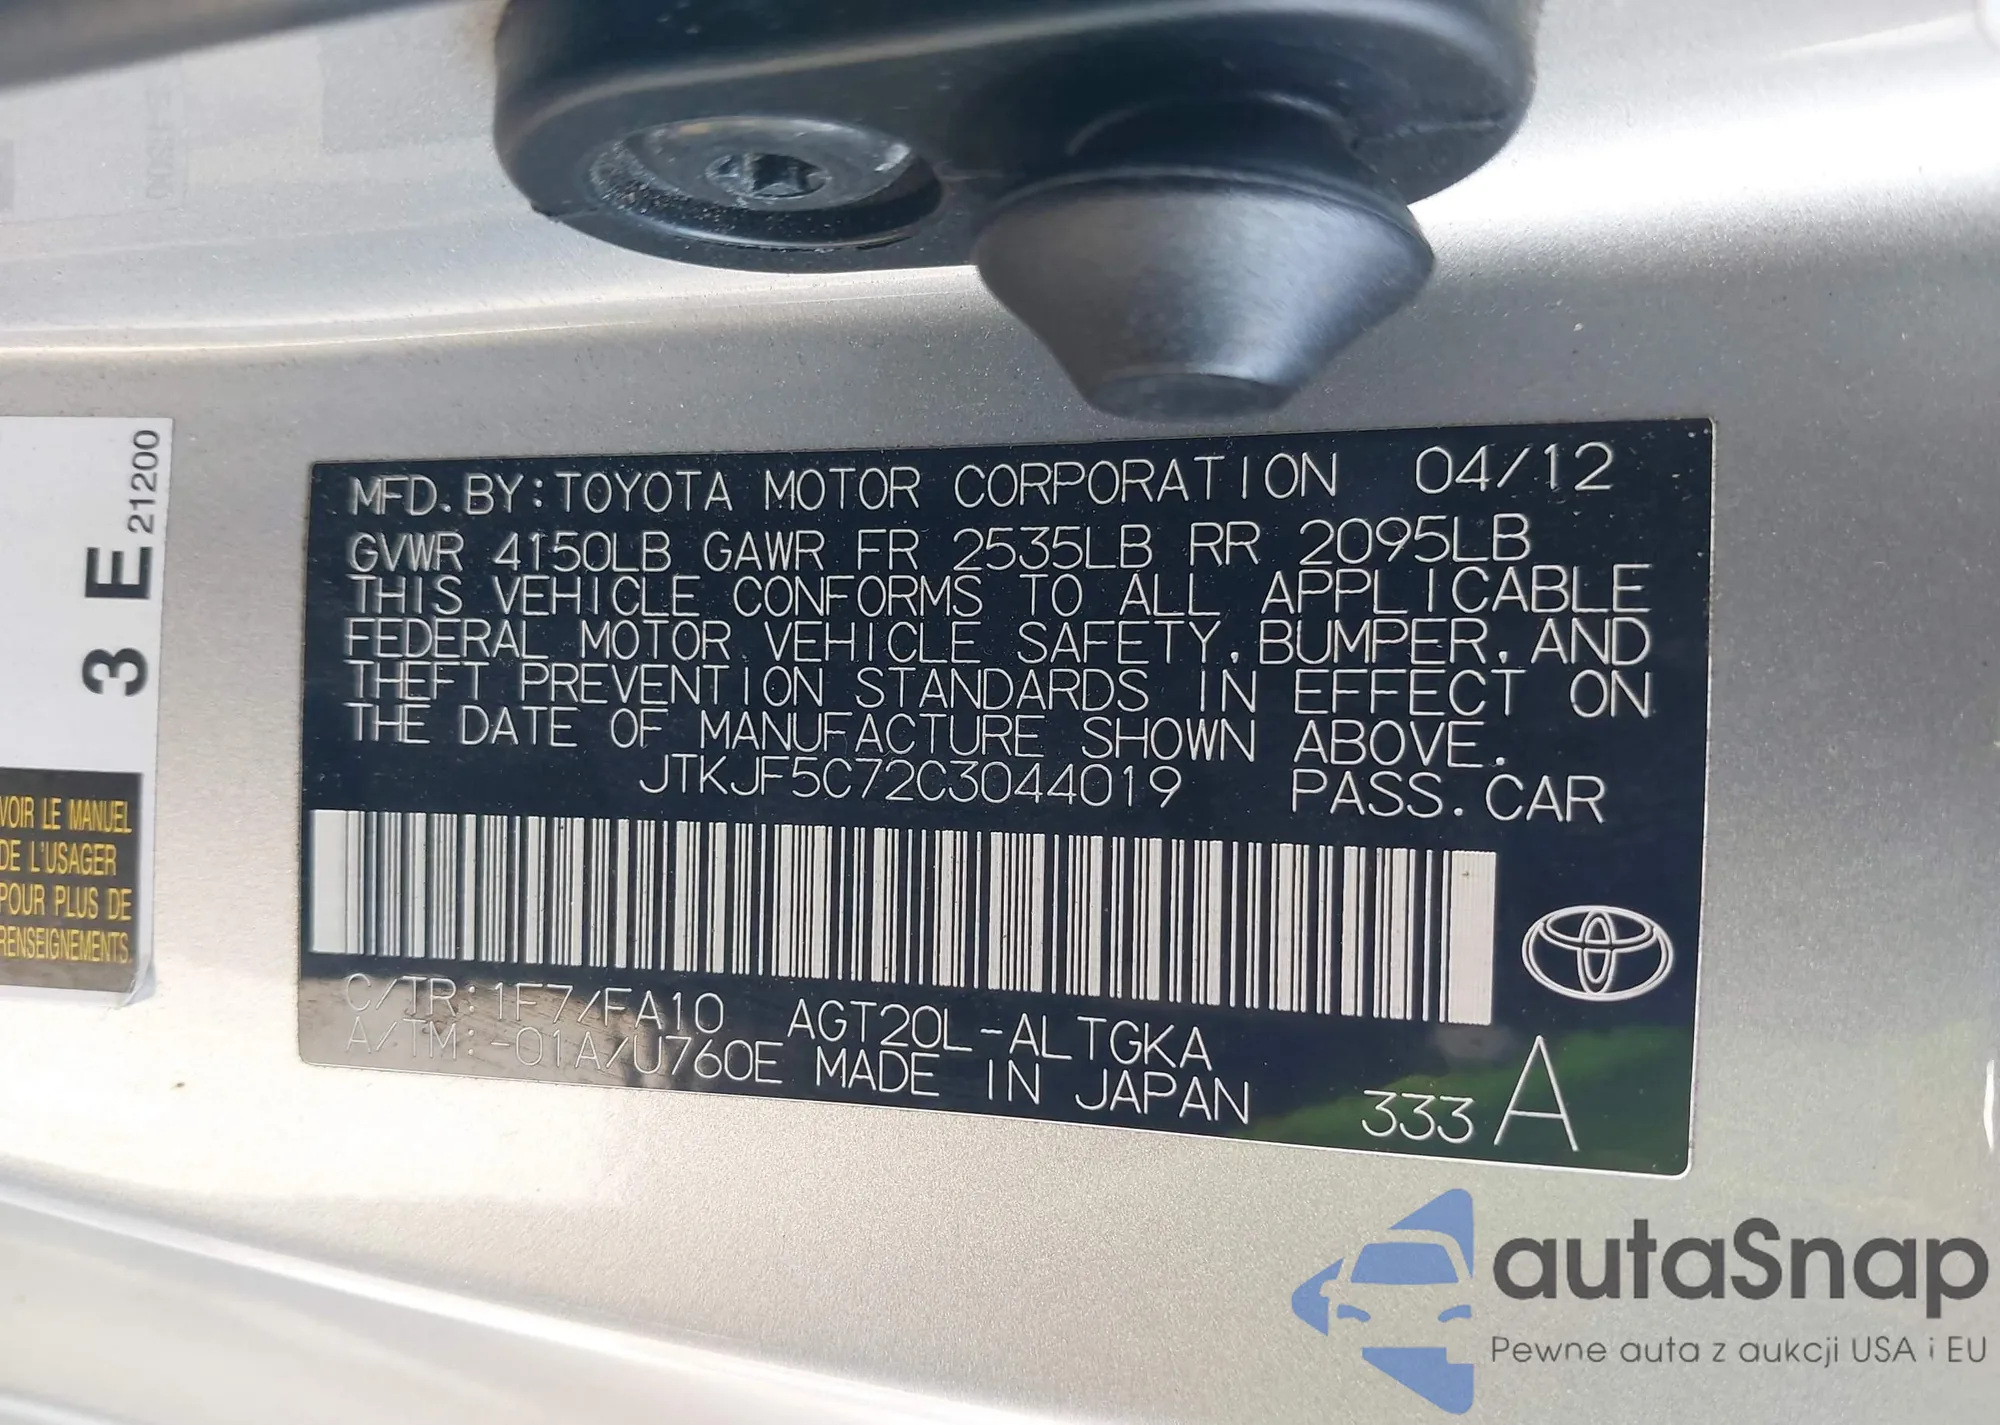 MFD.BY:TOYOTA MOTOR CORPORATION 04/12
GVWR 4150LB GAWR FR 2535LB RR 2095LB
THIS VEHICLE CONFORMS TO ALL APPLICABLE
FEDERAL MOTOR VEHICLE SAFETY, BUMPER, AND
THEFT PREVENTION STANDARDS IN EFFECT ON
THE DATE OF MANUFACTURE SHOWN ABOVE.
JTKJF5C72C3044019 PASS.CAR
C/TR:1F7/FA10 AGT20L-ALTGKA
A/TM:-01A/U760E MADE IN JAPAN
333 A
3 E 21200
VOIR LE MANUEL
DE L'USAGER
POUR PLUS DE
RENSEIGNEMENTS.
autaSnap
Pewne auta z aukcji USA i EU